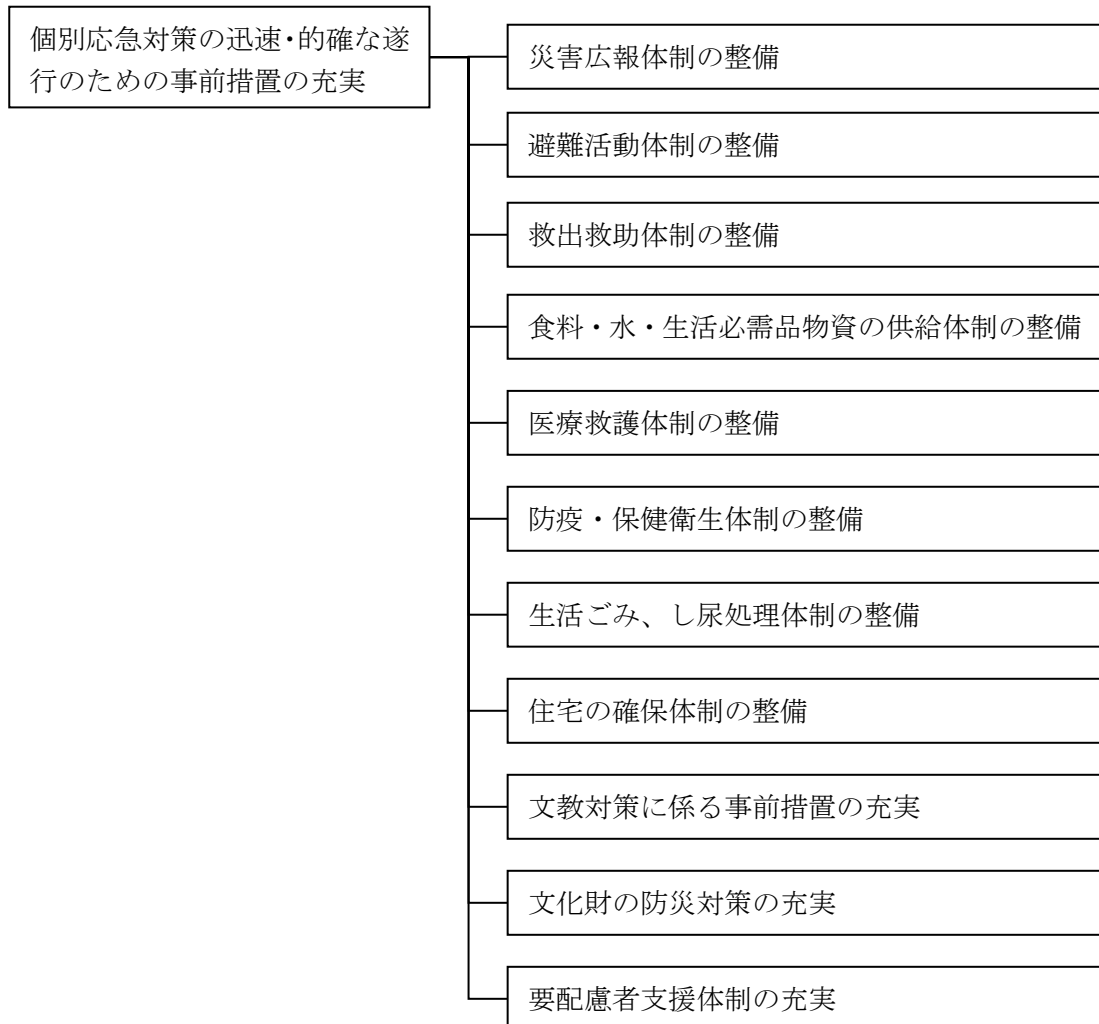 個別応急対策の迅速・的確な遂
行のための事前措置の充実
災害広報体制の整備
避難活動体制の整備
救出救助体制の整備
食料・水・生活必需品物資の供給体制の整備
医療救護体制の整備
防疫・保健衛生体制の整備
生活ごみ、し尿処理体制の整備
住宅の確保体制の整備
文教対策に係る事前措置の充実
文化財の防災対策の充実
要配慮者支援体制の充実